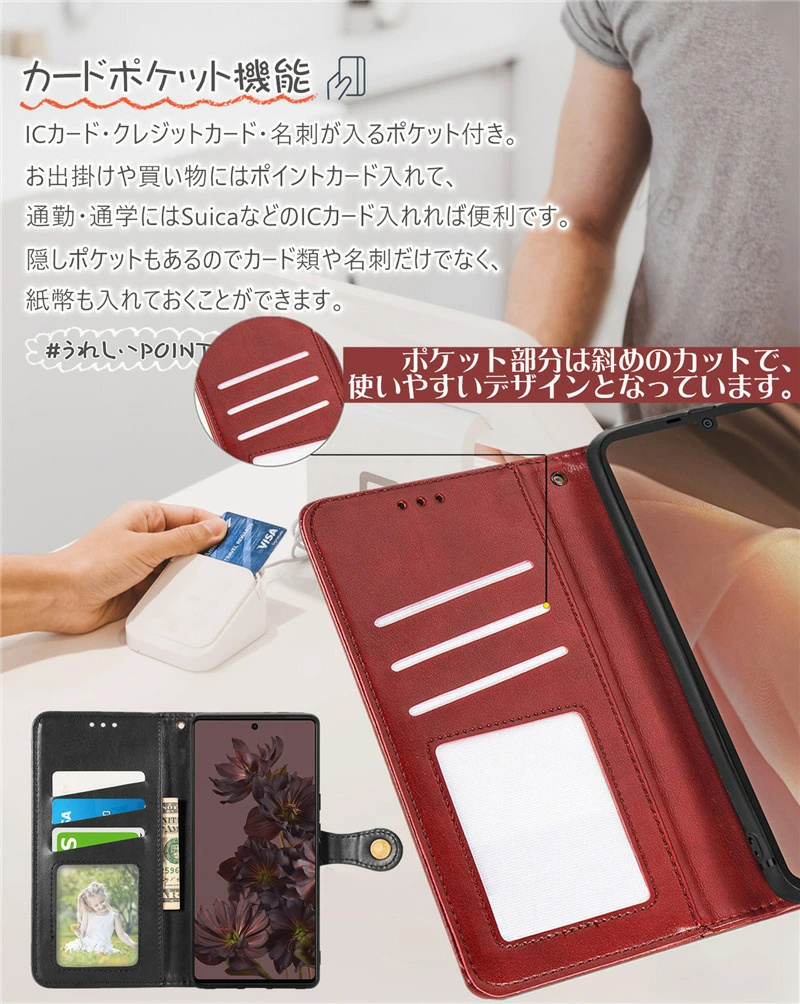 カードポケット機能
ICカード・クレジットカード・名刺が入るポケット付き。
お出掛けや買い物にはポイントカード入れて、
通勤・通学にはSuicaなどのICカード入れれば便利です。
隠しポケットもあるのでカード類や名刺だけでなく、
紙幣も入れておくことができます。
#うれしいPOINT
ポケット部分は斜めのカットで、
使いやすいデザインとなっています。
VISA